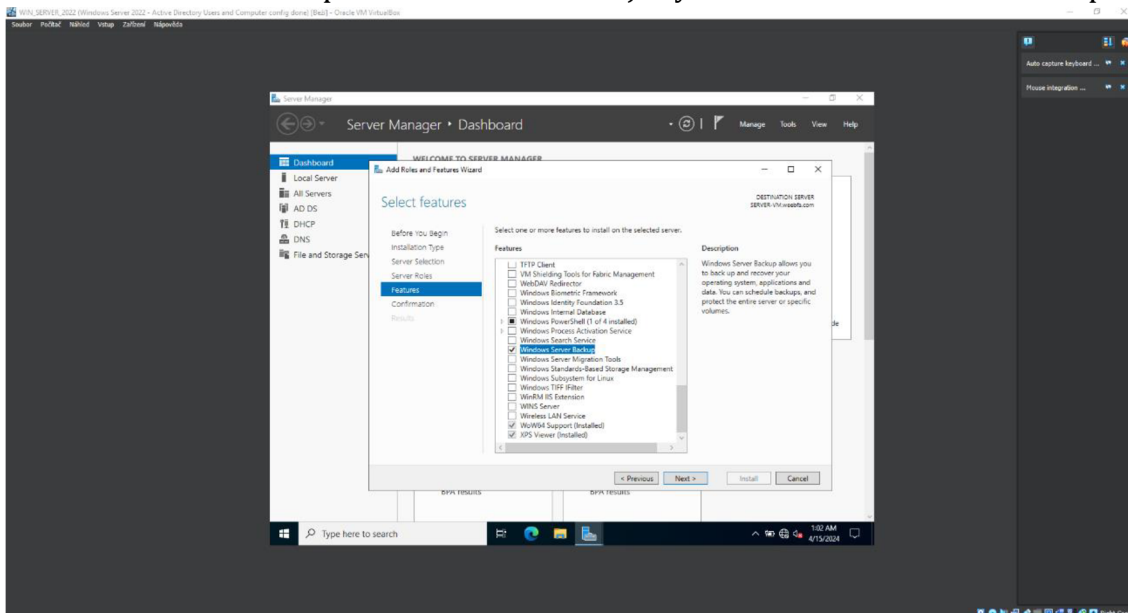 WIN_SERVER_2022 (Windows Server 2022 - Active Directory Users and Computer config done) [Běží] - Oracle VM VirtualBox
Soubor Počítač Náhled Vstup Zařízení Nápověda
Auto capture keyboard ...
Mouse integration ...
Server Manager
Server Manager • Dashboard
Manage Tools View Help
Dashboard
Local Server
All Servers
AD DS
DHCP
DNS
File and Storage Ser
WELCOME TO SERVER MANAGER
Add Roles and Features Wizard
Select features
DESTINATION SERVER
Before You Begin
Installation Type
Server Selection
Server Roles
Features
Confirmation
Results
Select one or more features to install on the selected server.
Features
TFTP Client
VM Shielding Tools for Fabric Management
WebDAV Redirector
Windows Biometric Framework
Windows Identity Foundation 3.5
Windows Internal Database
Windows PowerShell (1 of 4 installed)
Windows Process Activation Service
Windows Search Service
Windows Server Backup
Windows Server Migration Tools
Windows Standards-Based Storage Management
Windows Subsystem for Linux
Windows TIFF IFilter
WinRM IIS Extension
WINS Server
Wireless LAN Service
WoW64 Support (Installed)
XPS Viewer (Installed)
Description
Windows Server Backup allows you
to back up and recover your
operating system, applications and
data. You can schedule backups, and
protect the entire server or specific
volumes.
de
< Previous Next > Install Cancel
BPA results BPA results
Type here to search
1:02 AM
4/15/2024